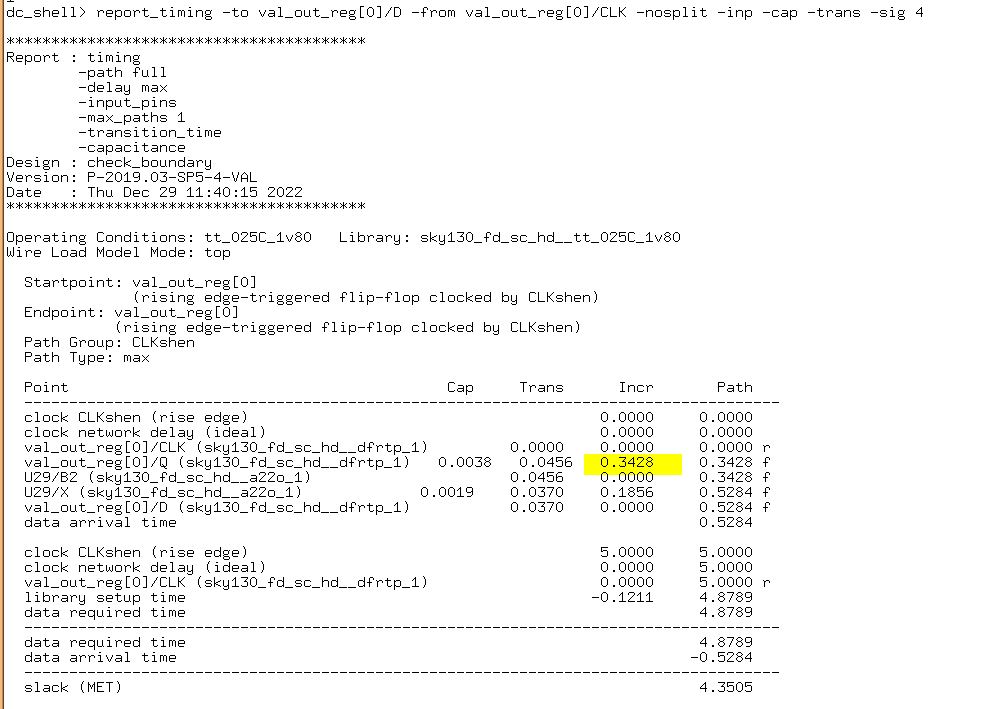 dc_shell> report_timing -to val_out_reg[0]/D -from val_out_reg[0]/CLK -nosplit -inp -cap -trans -sig 4
****************************************
Report : timing
        -path full
        -delay max
        -input_pins
        -max_paths 1
        -transition_time
        -capacitance
Design : check_boundary
Version: P-2019.03-SP5-4-VAL
Date   : Thu Dec 29 11:40:15 2022
****************************************
Operating Conditions: tt_025C_1v80   Library: sky130_fd_sc_hd__tt_025C_1v80
Wire Load Model Mode: top
  Startpoint: val_out_reg[0]
              (rising edge-triggered flip-flop clocked by CLKshen)
  Endpoint: val_out_reg[0]
            (rising edge-triggered flip-flop clocked by CLKshen)
  Path Group: CLKshen
  Path Type: max
  Point                                          Cap     Trans      Incr       Path
  ------------------------------------------------------------------------------------
  clock CLKshen (rise edge)                                       0.0000     0.0000
  clock network delay (ideal)                                     0.0000     0.0000
  val_out_reg[0]/CLK (sky130_fd_sc_hd__dfrtp_1)         0.0000    0.0000     0.0000 r
  val_out_reg[0]/Q (sky130_fd_sc_hd__dfrtp_1)   0.0038   0.0456   0.3428     0.3428 f
  U29/B2 (sky130_fd_sc_hd__a22o_1)                      0.0456    0.0000     0.3428 f
  U29/X (sky130_fd_sc_hd__a22o_1)             0.0019    0.0370    0.1856     0.5284 f
  val_out_reg[0]/D (sky130_fd_sc_hd__dfrtp_1)           0.0370    0.0000     0.5284 f
  data arrival time                                                          0.5284
  clock CLKshen (rise edge)                                       5.0000     5.0000
  clock network delay (ideal)                                     0.0000     5.0000
  val_out_reg[0]/CLK (sky130_fd_sc_hd__dfrtp_1)                   0.0000     5.0000 r
  library setup time                                             -0.1211     4.8789
  data required time                                                         4.8789
  ------------------------------------------------------------------------------------
  data required time                                                         4.8789
  data arrival time                                                         -0.5284
  ------------------------------------------------------------------------------------
  slack (MET)                                                                4.3505